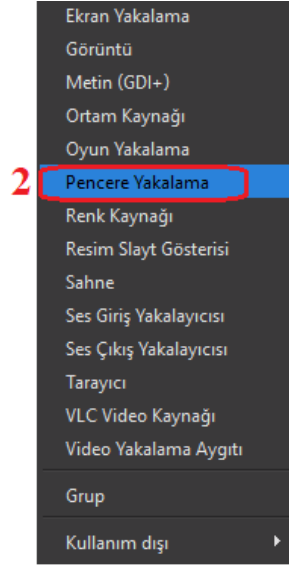 Ekran Yakalama
Görüntü
Metin (GDI+)
Ortam Kaynağı
Oyun Yakalama
2 Pencere Yakalama
Renk Kaynağı
Resim Slayt Gösterisi
Sahne
Ses Giriş Yakalayıcısı
Ses Çıkış Yakalayıcısı
Tarayıcı
VLC Video Kaynağı
Video Yakalama Aygıtı
Grup
Kullanım dışı